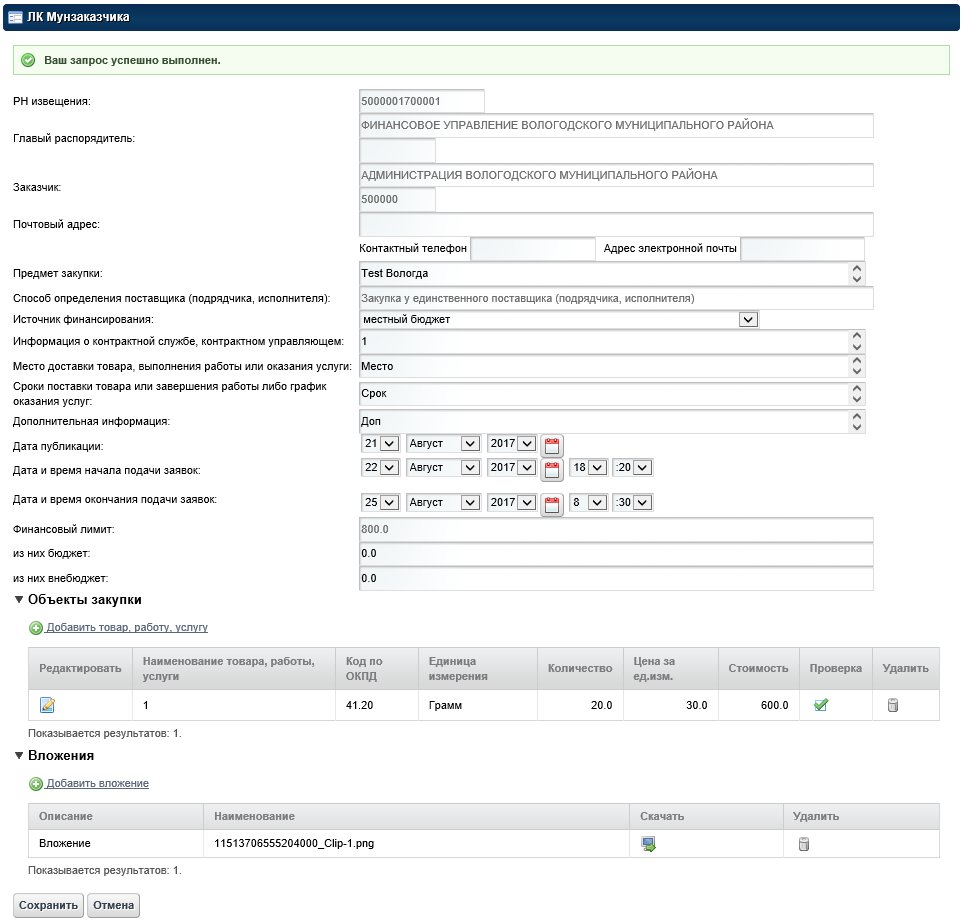 ЛК Мунзаказчика
Ваш запрос успешно выполнен.
РН извещения: 5000001700001
ФИНАНСОВОЕ УПРАВЛЕНИЕ ВОЛОГОДСКОГО МУНИЦИПАЛЬНОГО РАЙОНА
Главый распорядитель:
АДМИНИСТРАЦИЯ ВОЛОГОДСКОГО МУНИЦИПАЛЬНОГО РАЙОНА
Заказчик:
500000
Почтовый адрес:
Контактный телефон Адрес электронной почты
Предмет закупки: Test Вологда
Способ определения поставщика (подрядчика, исполнителя): Закупка у единственного поставщика (подрядчика, исполнителя)
Источник финансирования: местный бюджет
Информация о контрактной службе, контрактном управляющем: 1
Место доставки товара, выполнения работы или оказания услуги: Место
Сроки поставки товара или завершения работы либо график
оказания услуг: Срок
Дополнительная информация: Доп
Дата публикации: 21 Август 2017
Дата и время начала подачи заявок: 22 Август 2017 18 :20
Дата и время окончания подачи заявок: 25 Август 2017 8 :30
Финансовый лимит: 800.0
из них бюджет: 0.0
из них внебюджет: 0.0
Объекты закупки
Добавить товар, работу, услугу
Редактировать Наименование товара, работы, услуги Код по ОКПД Единица измерения Количество Цена за ед.изм. Стоимость Проверка Удалить
1 41.20 Грамм 20.0 30.0 600.0
Показывается результатов: 1.
Вложения
Добавить вложение
Описание Наименование Скачать Удалить
Вложение 11513706555204000_Clip-1.png
Показывается результатов: 1.
Сохранить Отмена